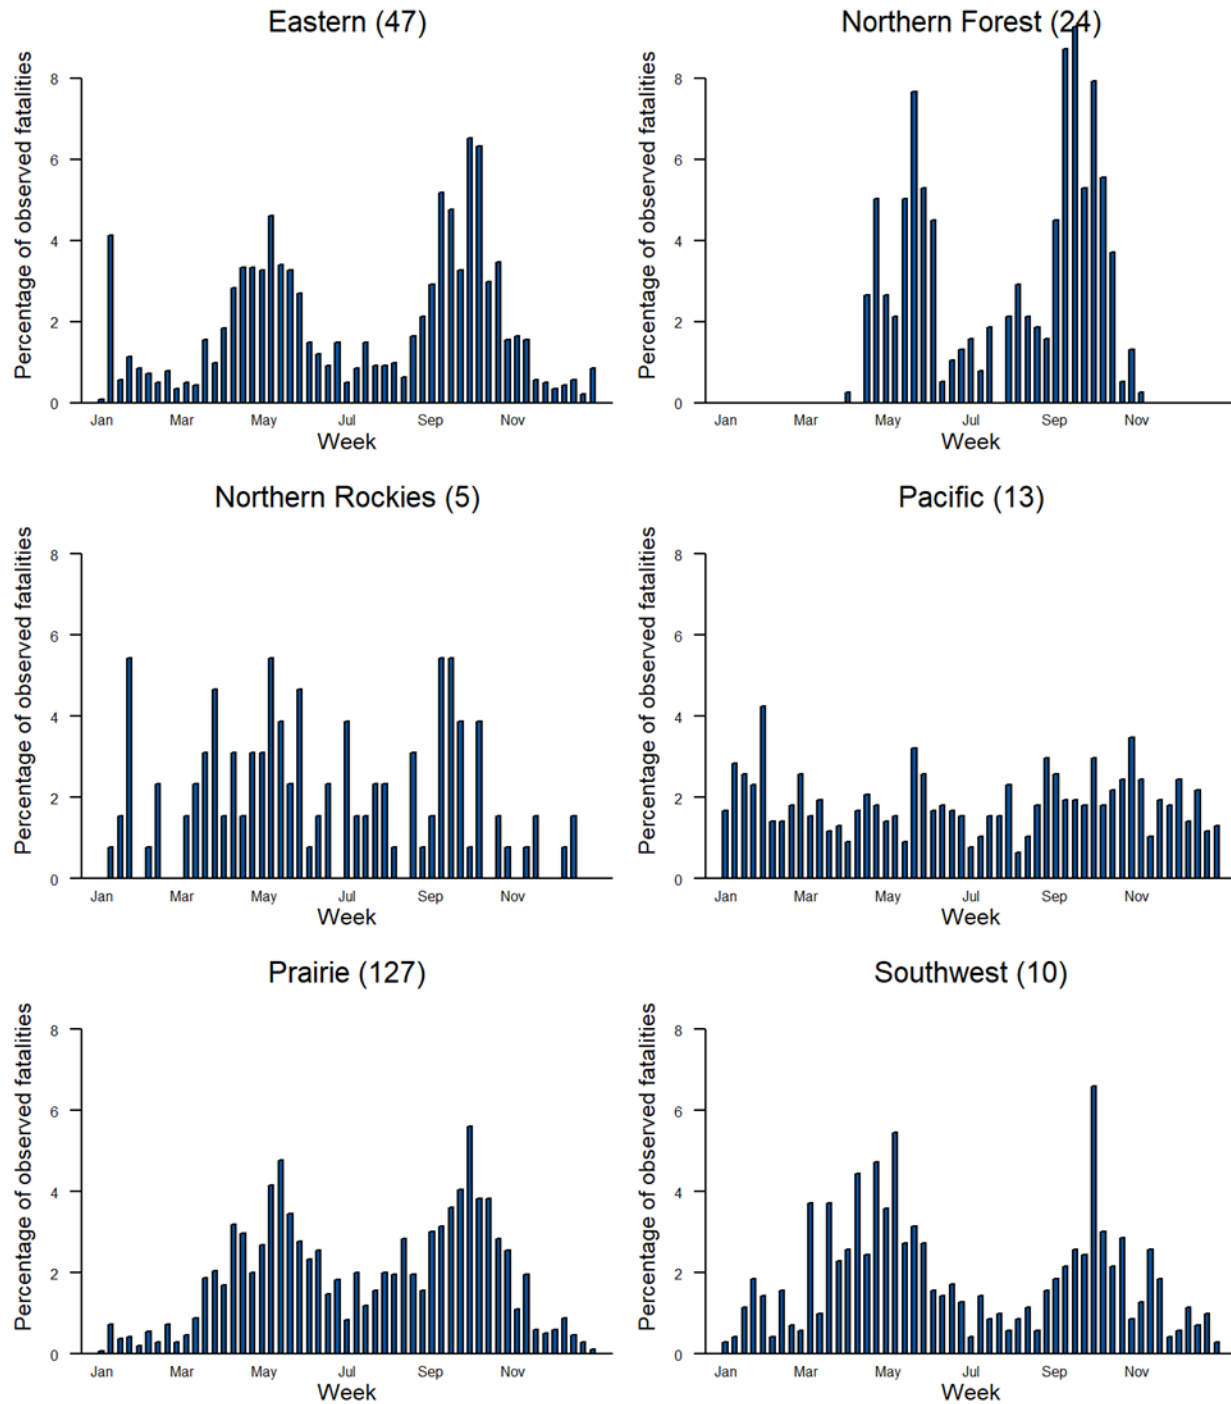 Eastern (47)
Percentage of observed fatalities
8
6
4
2
0
Jan Mar May Jul Sep Nov
Week
Northern Forest (24)
Percentage of observed fatalities
8
6
4
2
0
Jan Mar May Jul Sep Nov
Week
Northern Rockies (5)
Percentage of observed fatalities
8
6
4
2
0
Jan Mar May Jul Sep Nov
Week
Pacific (13)
Percentage of observed fatalities
8
6
4
2
0
Jan Mar May Jul Sep Nov
Week
Prairie (127)
Percentage of observed fatalities
8
6
4
2
0
Jan Mar May Jul Sep Nov
Week
Southwest (10)
Percentage of observed fatalities
8
6
4
2
0
Jan Mar May Jul Sep Nov
Week